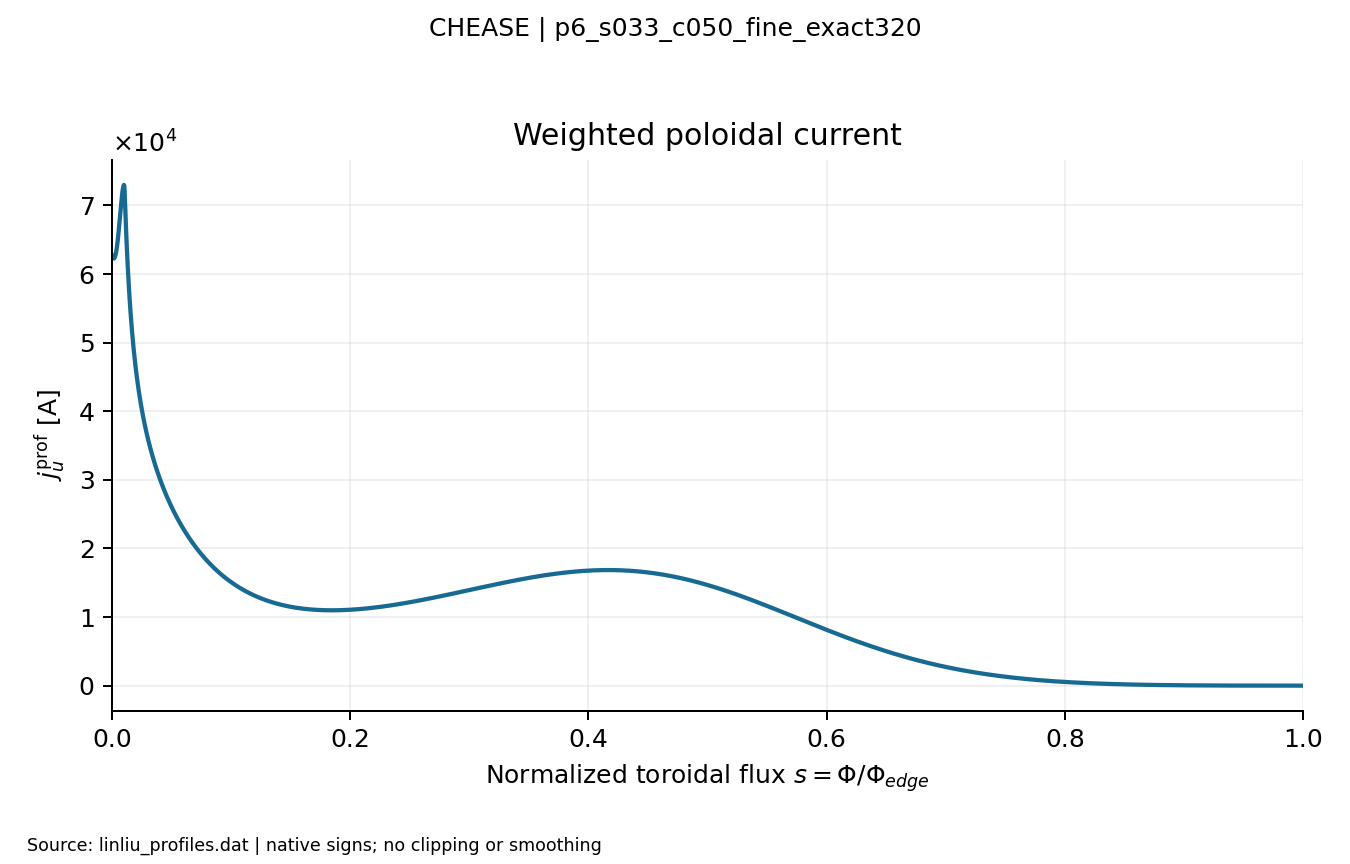 CHEASE | p6_s033_c050_fine_exact320
Weighted poloidal current
×10⁴
j_u^prof [A]
7
6
5
4
3
2
1
0
0.0 0.2 0.4 0.6 0.8 1.0
Normalized toroidal flux s = Φ/Φ_edge
Source: linliu_profiles.dat | native signs; no clipping or smoothing